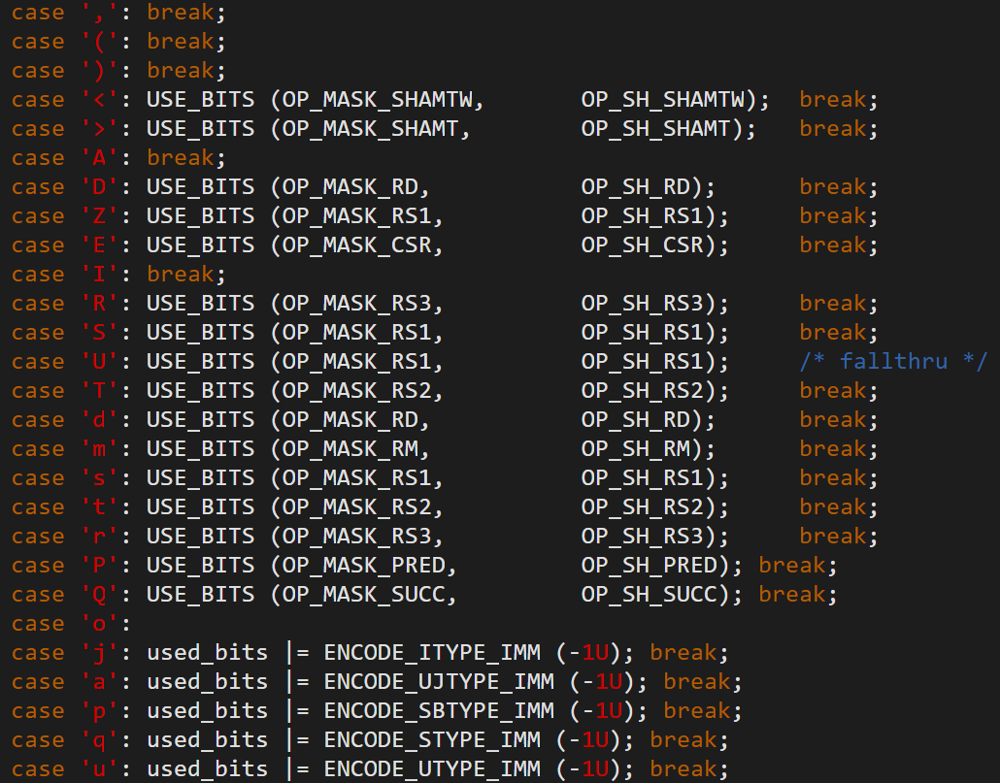 case ',': break;
case '(': break;
case ')': break;
case '<': USE_BITS (OP_MASK_SHAMTW,       OP_SH_SHAMTW);  break;
case '>': USE_BITS (OP_MASK_SHAMT,        OP_SH_SHAMT);   break;
case 'A': break;
case 'D': USE_BITS (OP_MASK_RD,           OP_SH_RD);      break;
case 'Z': USE_BITS (OP_MASK_RS1,          OP_SH_RS1);     break;
case 'E': USE_BITS (OP_MASK_CSR,          OP_SH_CSR);     break;
case 'I': break;
case 'R': USE_BITS (OP_MASK_RS3,          OP_SH_RS3);     break;
case 'S': USE_BITS (OP_MASK_RS1,          OP_SH_RS1);     break;
case 'U': USE_BITS (OP_MASK_RS1,          OP_SH_RS1);     /* fallthru */
case 'T': USE_BITS (OP_MASK_RS2,          OP_SH_RS2);     break;
case 'd': USE_BITS (OP_MASK_RD,           OP_SH_RD);      break;
case 'm': USE_BITS (OP_MASK_RM,           OP_SH_RM);      break;
case 's': USE_BITS (OP_MASK_RS1,          OP_SH_RS1);     break;
case 't': USE_BITS (OP_MASK_RS2,          OP_SH_RS2);     break;
case 'r': USE_BITS (OP_MASK_RS3,          OP_SH_RS3);     break;
case 'P': USE_BITS (OP_MASK_PRED,         OP_SH_PRED); break;
case 'Q': USE_BITS (OP_MASK_SUCC,         OP_SH_SUCC); break;
case 'o':
case 'j': used_bits |= ENCODE_ITYPE_IMM (-1U); break;
case 'a': used_bits |= ENCODE_UJTYPE_IMM (-1U); break;
case 'p': used_bits |= ENCODE_SBTYPE_IMM (-1U); break;
case 'q': used_bits |= ENCODE_STYPE_IMM (-1U); break;
case 'u': used_bits |= ENCODE_UTYPE_IMM (-1U); break;